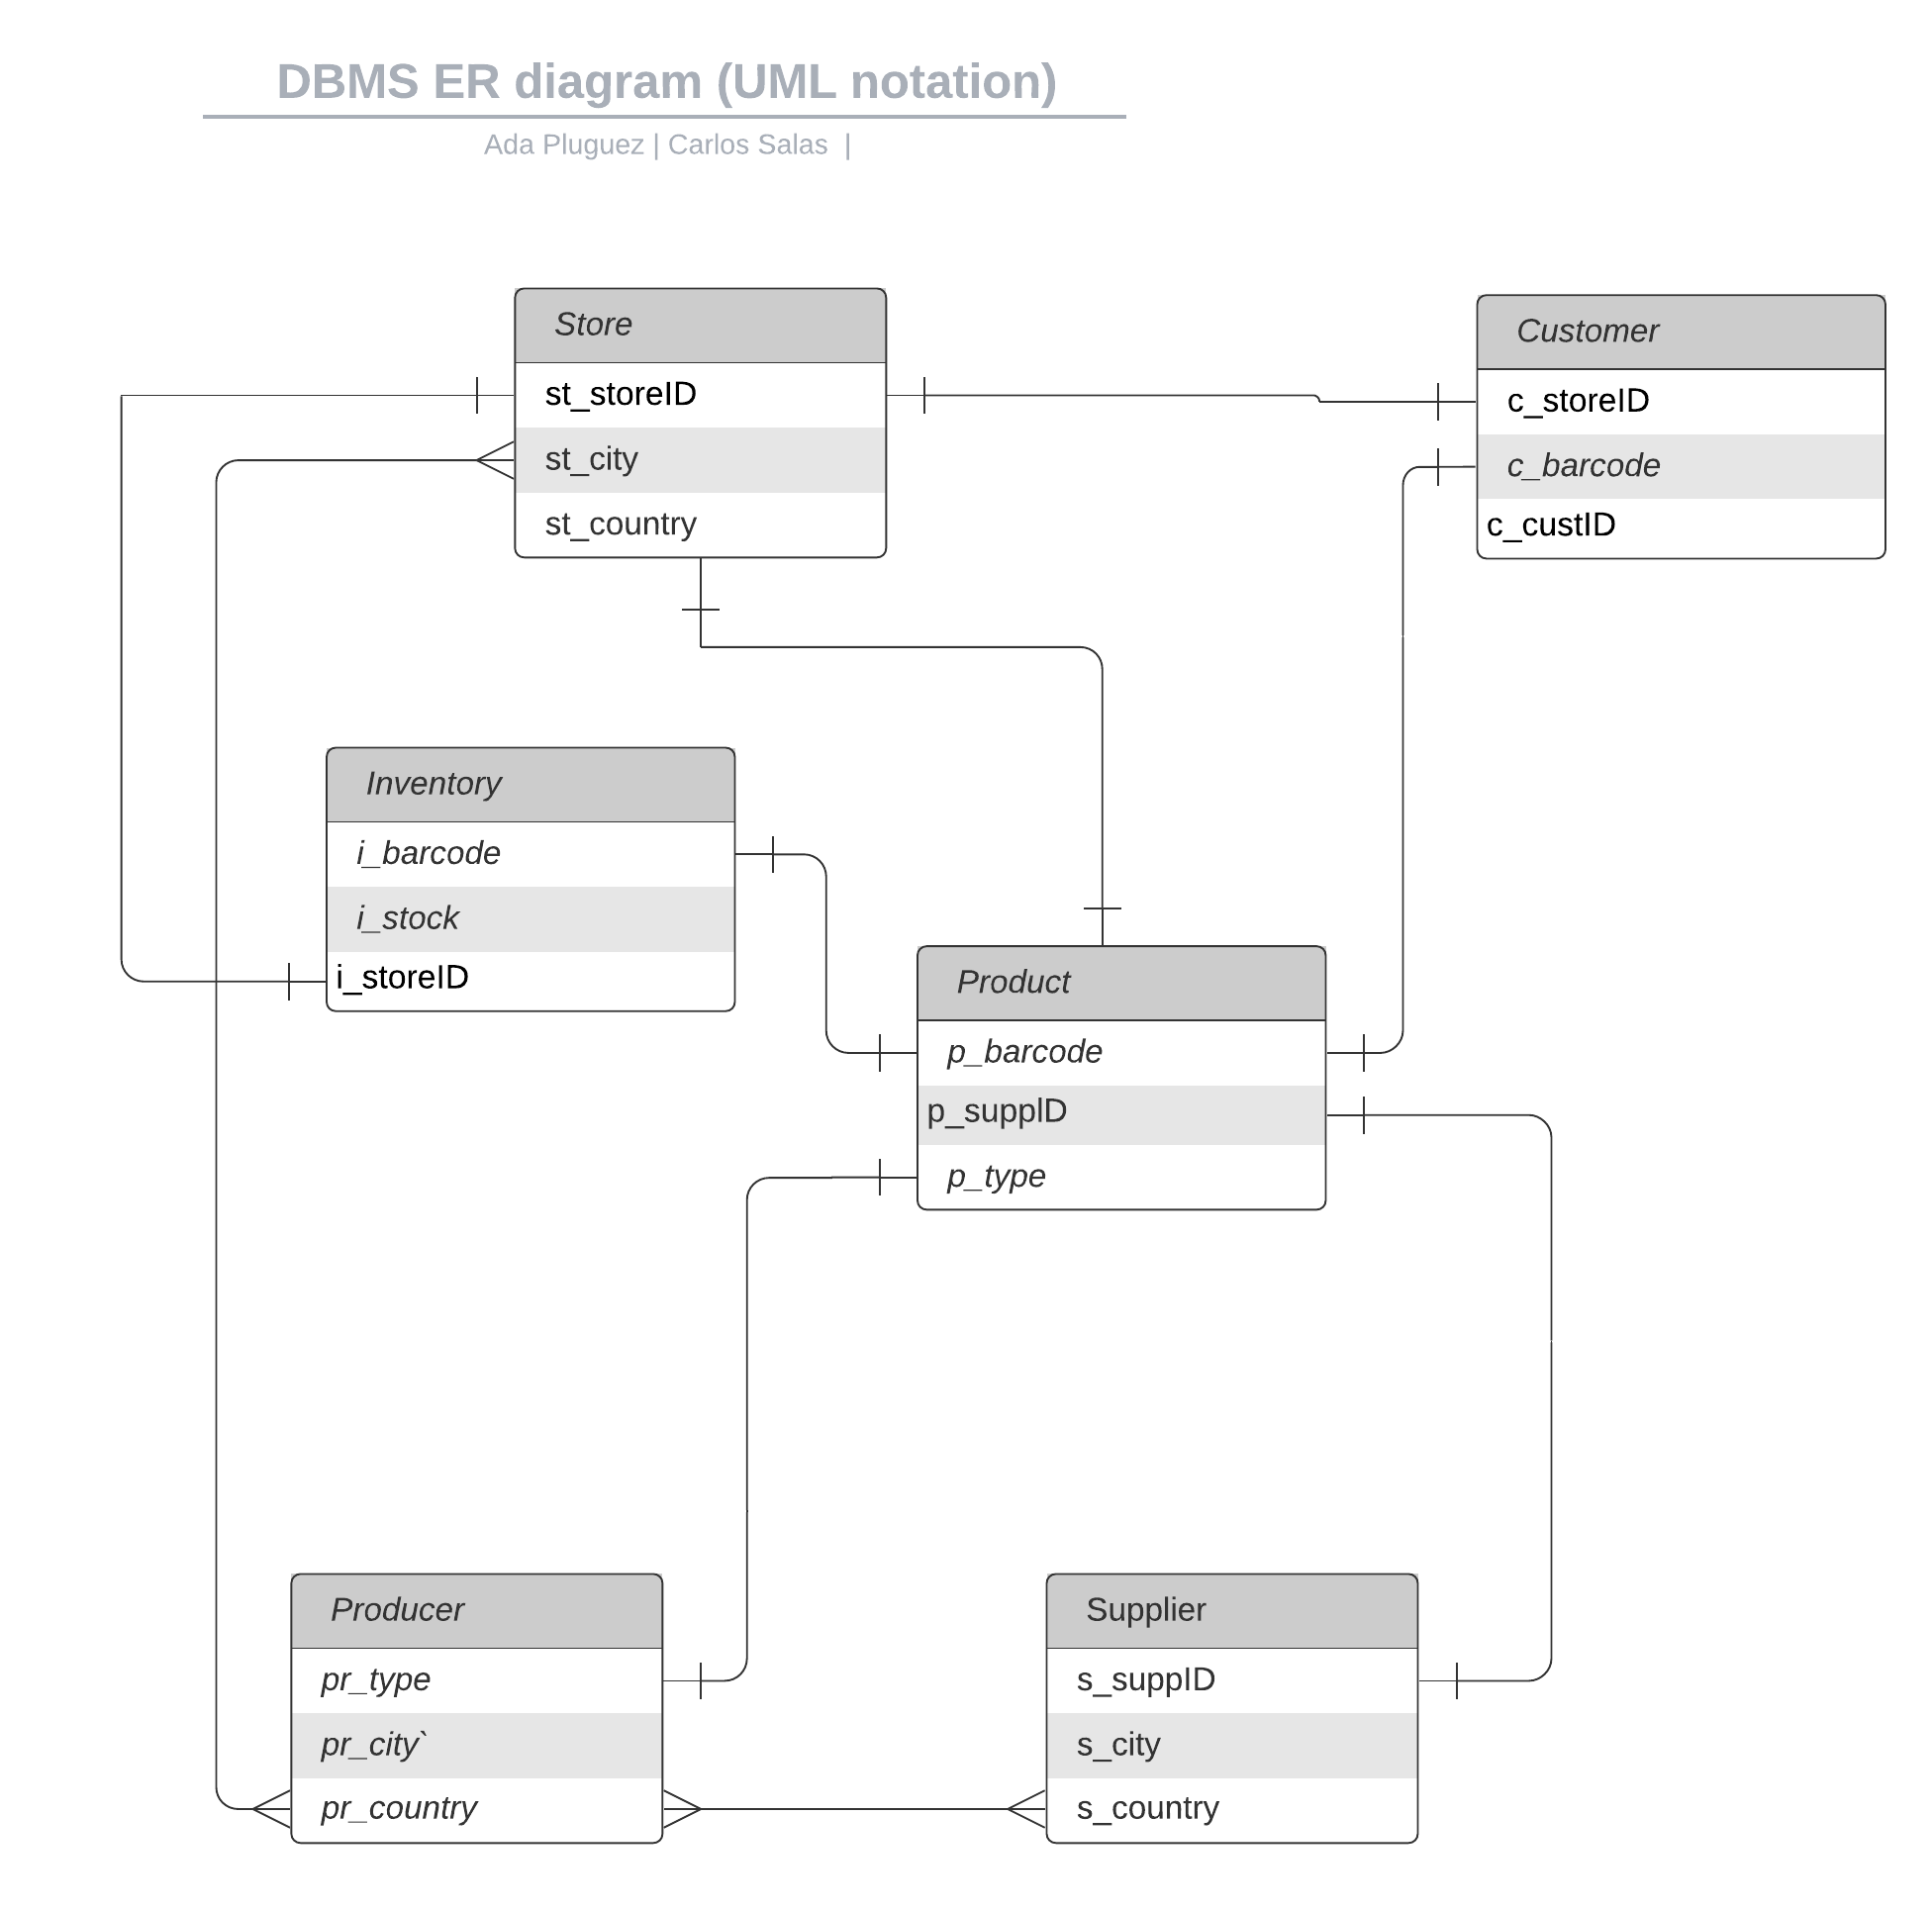 DBMS ER diagram (UML notation)
Ada Pluguez | Carlos Salas  |
Store
st_storeID
st_city
st_country
Customer
c_storeID
c_barcode
c_custID
Inventory
i_barcode
i_stock
i_storeID
Product
p_barcode
p_suppID
p_type
Producer
pr_type
pr_city`
pr_country
Supplier
s_suppID
s_city
s_country